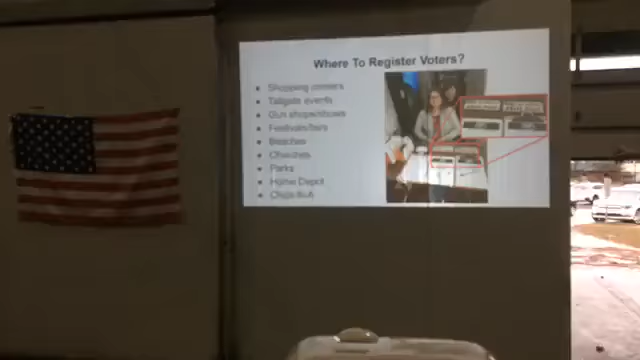 Where To Register Voters?
Shopping centers
Tailgate events
Gun shops/shows
Festivals/fairs
Beaches
Churches
Parks
Home Depot
Chick-fil-A